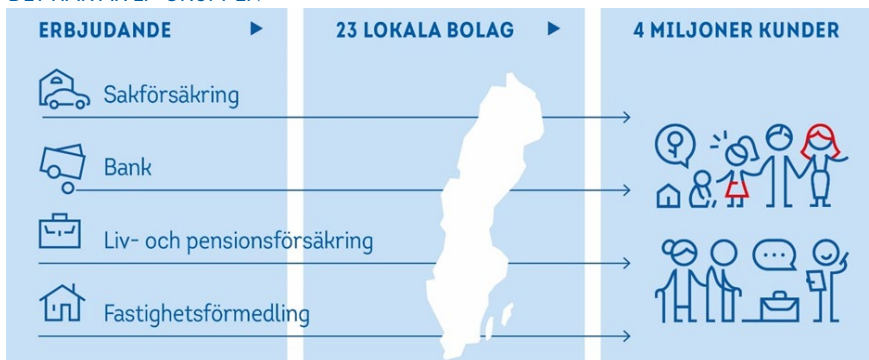 ERBJUDANDE
23 LOKALA BOLAG
4 MILJONER KUNDER
Sakförsäkring
Bank
Liv- och pensionsförsäkring
Fastighetsförmedling